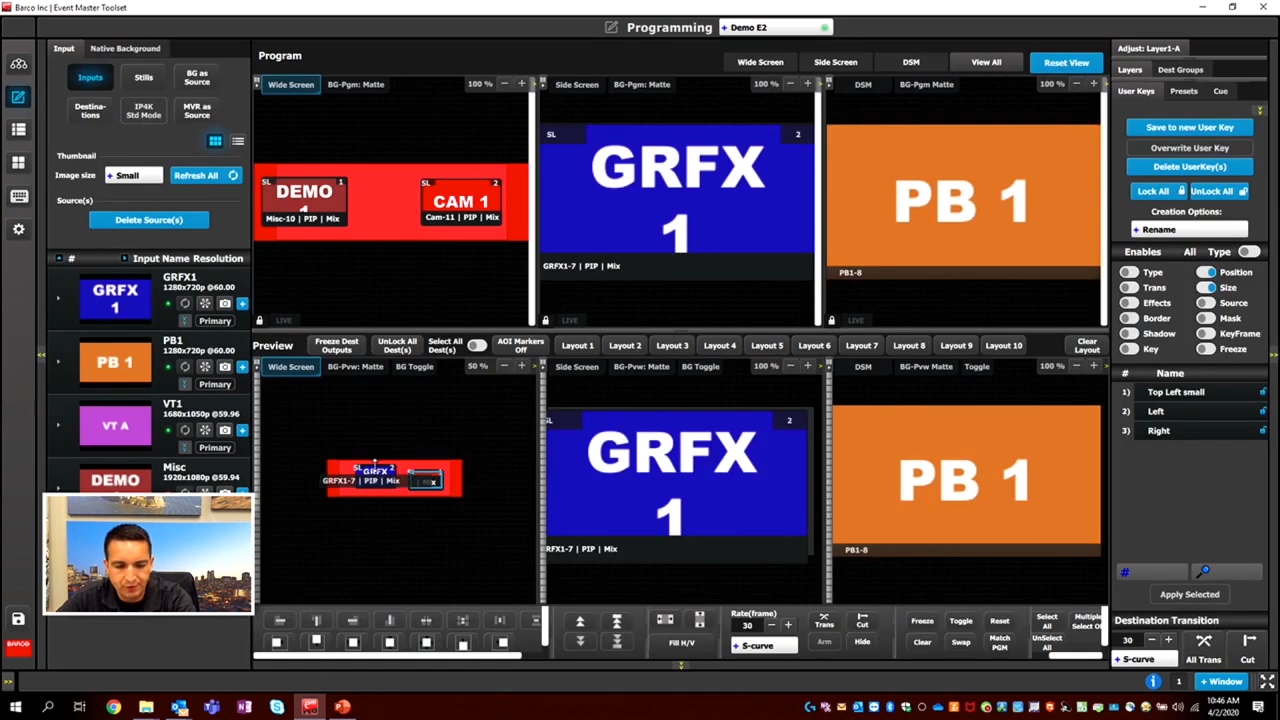 Barco Inc | Event Master Toolset
Programming
Demo E2
Input
Native Background
Inputs
Stills
BG as
Source
Destina-
tions
IP4K
Std Mode
MVR as
Source
Thumbnail
Image size
Small
Refresh All
Source(s)
Delete Source(s)
# Input Name Resolution
GRFX
1
GRFX1
1280x720p @60.00
Primary
PB 1
PB1
1280x720p @60.00
Primary
VT A
VT1
1680x1050p @59.96
Primary
DEMO
Misc
1920x1080p @59.94
Program
Wide Screen
Side Screen
DSM
View All
Reset View
Wide Screen
BG-Pgm: Matte
100 %
Side Screen
BG-Pgm: Matte
100 %
DSM
BG-Pgm Matte
100 %
SL
1
DEMO
1
Misc-10 | PIP | Mix
SL
2
CAM 1
Cam-11 | PIP | Mix
SL
2
GRFX
1
GRFX1-7 | PIP | Mix
PB 1
PB1-8
LIVE
LIVE
LIVE
Preview
Freeze Dest
Outputs
UnLock All
Dest(s)
Select All
Dest(s)
AOI Markers
Off
Layout 1
Layout 2
Layout 3
Layout 4
Layout 5
Layout 6
Layout 7
Layout 8
Layout 9
Layout 10
Clear
Layout
Wide Screen
BG-Pvw: Matte
BG Toggle
50 %
Side Screen
BG-Pvw: Matte
BG Toggle
100 %
DSM
BG-Pvw Matte
Toggle
100 %
SL
2
GRFX
GRFX1-7 | PIP | Mix
SL
2
GRFX
1
RFX1-7 | PIP | Mix
PB 1
PB1-8
Fill H/V
Rate(frame)
30
S-curve
Trans
Cut
Arm
Hide
Freeze
Toggle
Reset
Clear
Swap
Match
PGM
Select
All
UnSelect
All
Multiple
Select O
Adjust: Layer1-A
Layers
Dest Groups
User Keys
Presets
Cue
Save to new User Key
Overwrite User Key
Delete UserKey(s)
Lock All
UnLock All
Creation Options:
Rename
Enables
All
Type
Type
Position
Trans
Size
Effects
Source
Border
Mask
Shadow
KeyFrame
Key
Freeze
# Name
1) Top Left small
2) Left
3) Right
#
Apply Selected
Destination Transition
30
S-curve
All Trans
Cut
1
+ Window
10:46 AM
4/2/2020
BARCO